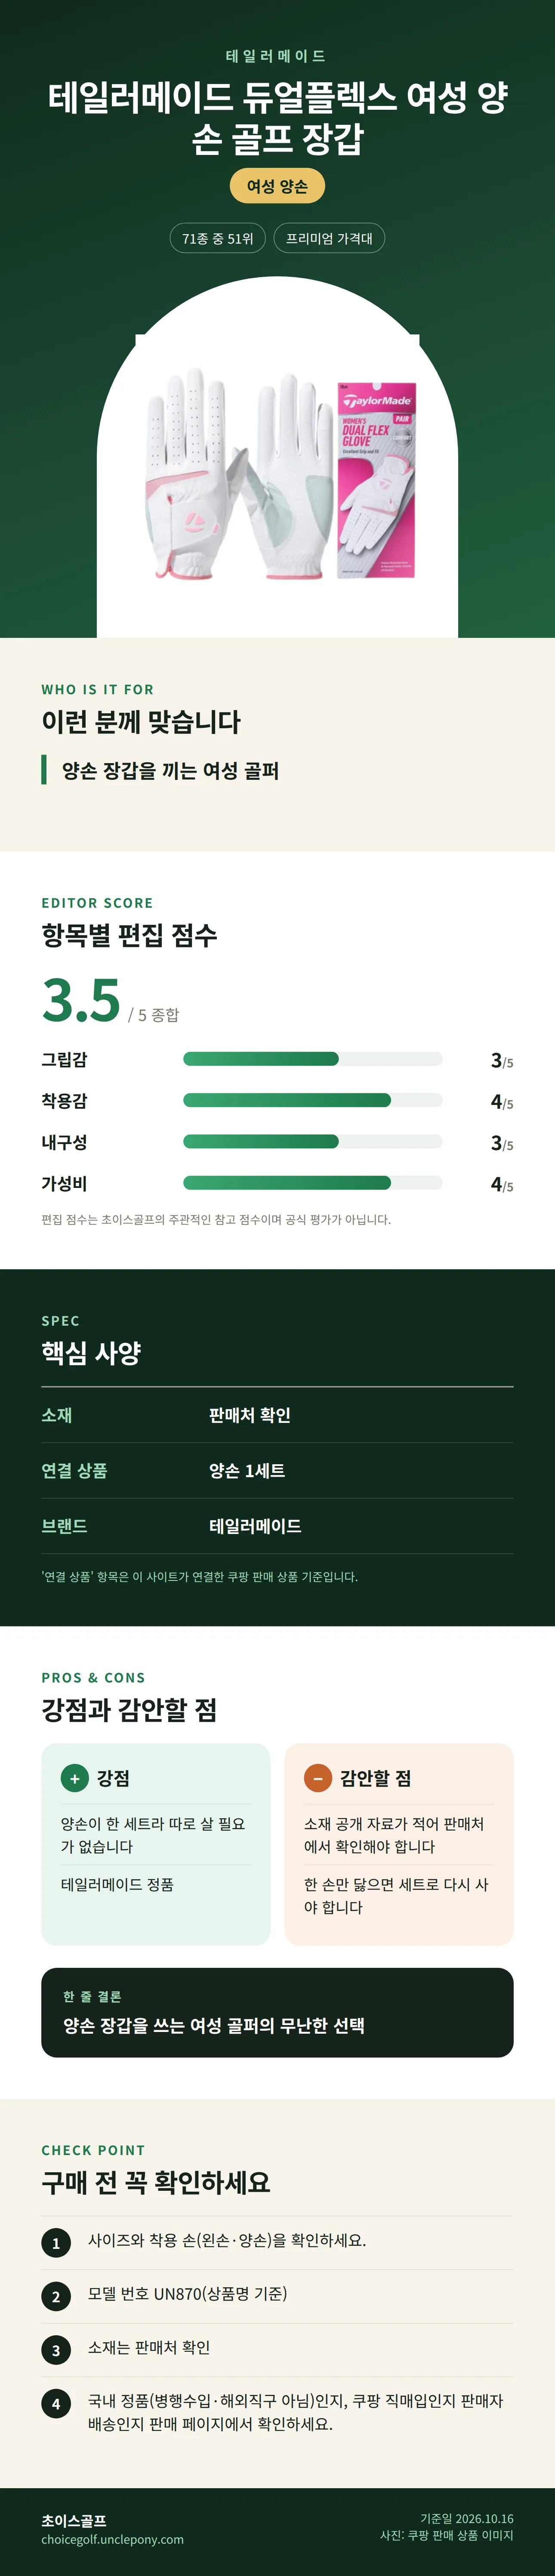 테일러메이드
테일러메이드 듀얼플렉스 여성 양
손 골프 장갑
여성 양손
71종 중 51위
프리미엄 가격대
TaylorMade
PAIR
WOMEN'S
DUAL FLEX
GLOVE
Excellent Grip and Fit
WHO IS IT FOR
이런 분께 맞습니다
양손 장갑을 끼는 여성 골퍼
EDITOR SCORE
항목별 편집 점수
3.5 / 5 종합
그립감 3/5
착용감 4/5
내구성 3/5
가성비 4/5
편집 점수는 초이스골프의 주관적인 참고 점수이며 공식 평가가 아닙니다.
SPEC
핵심 사양
소재 판매처 확인
연결 상품 양손 1세트
브랜드 테일러메이드
'연결 상품' 항목은 이 사이트가 연결한 쿠팡 판매 상품 기준입니다.
PROS & CONS
강점과 감안할 점
+ 강점
양손이 한 세트라 따로 살 필요
가 없습니다
테일러메이드 정품
− 감안할 점
소재 공개 자료가 적어 판매처
에서 확인해야 합니다
한 손만 닳으면 세트로 다시 사
야 합니다
한 줄 결론
양손 장갑을 쓰는 여성 골퍼의 무난한 선택
CHECK POINT
구매 전 꼭 확인하세요
1 사이즈와 착용 손(왼손·양손)을 확인하세요.
2 모델 번호 UN870(상품명 기준)
3 소재는 판매처 확인
4 국내 정품(병행수입·해외직구 아님)인지, 쿠팡 직매입인지 판매자
배송인지 판매 페이지에서 확인하세요.
초이스골프
choicegolf.unclepony.com
기준일 2026.10.16
사진: 쿠팡 판매 상품 이미지